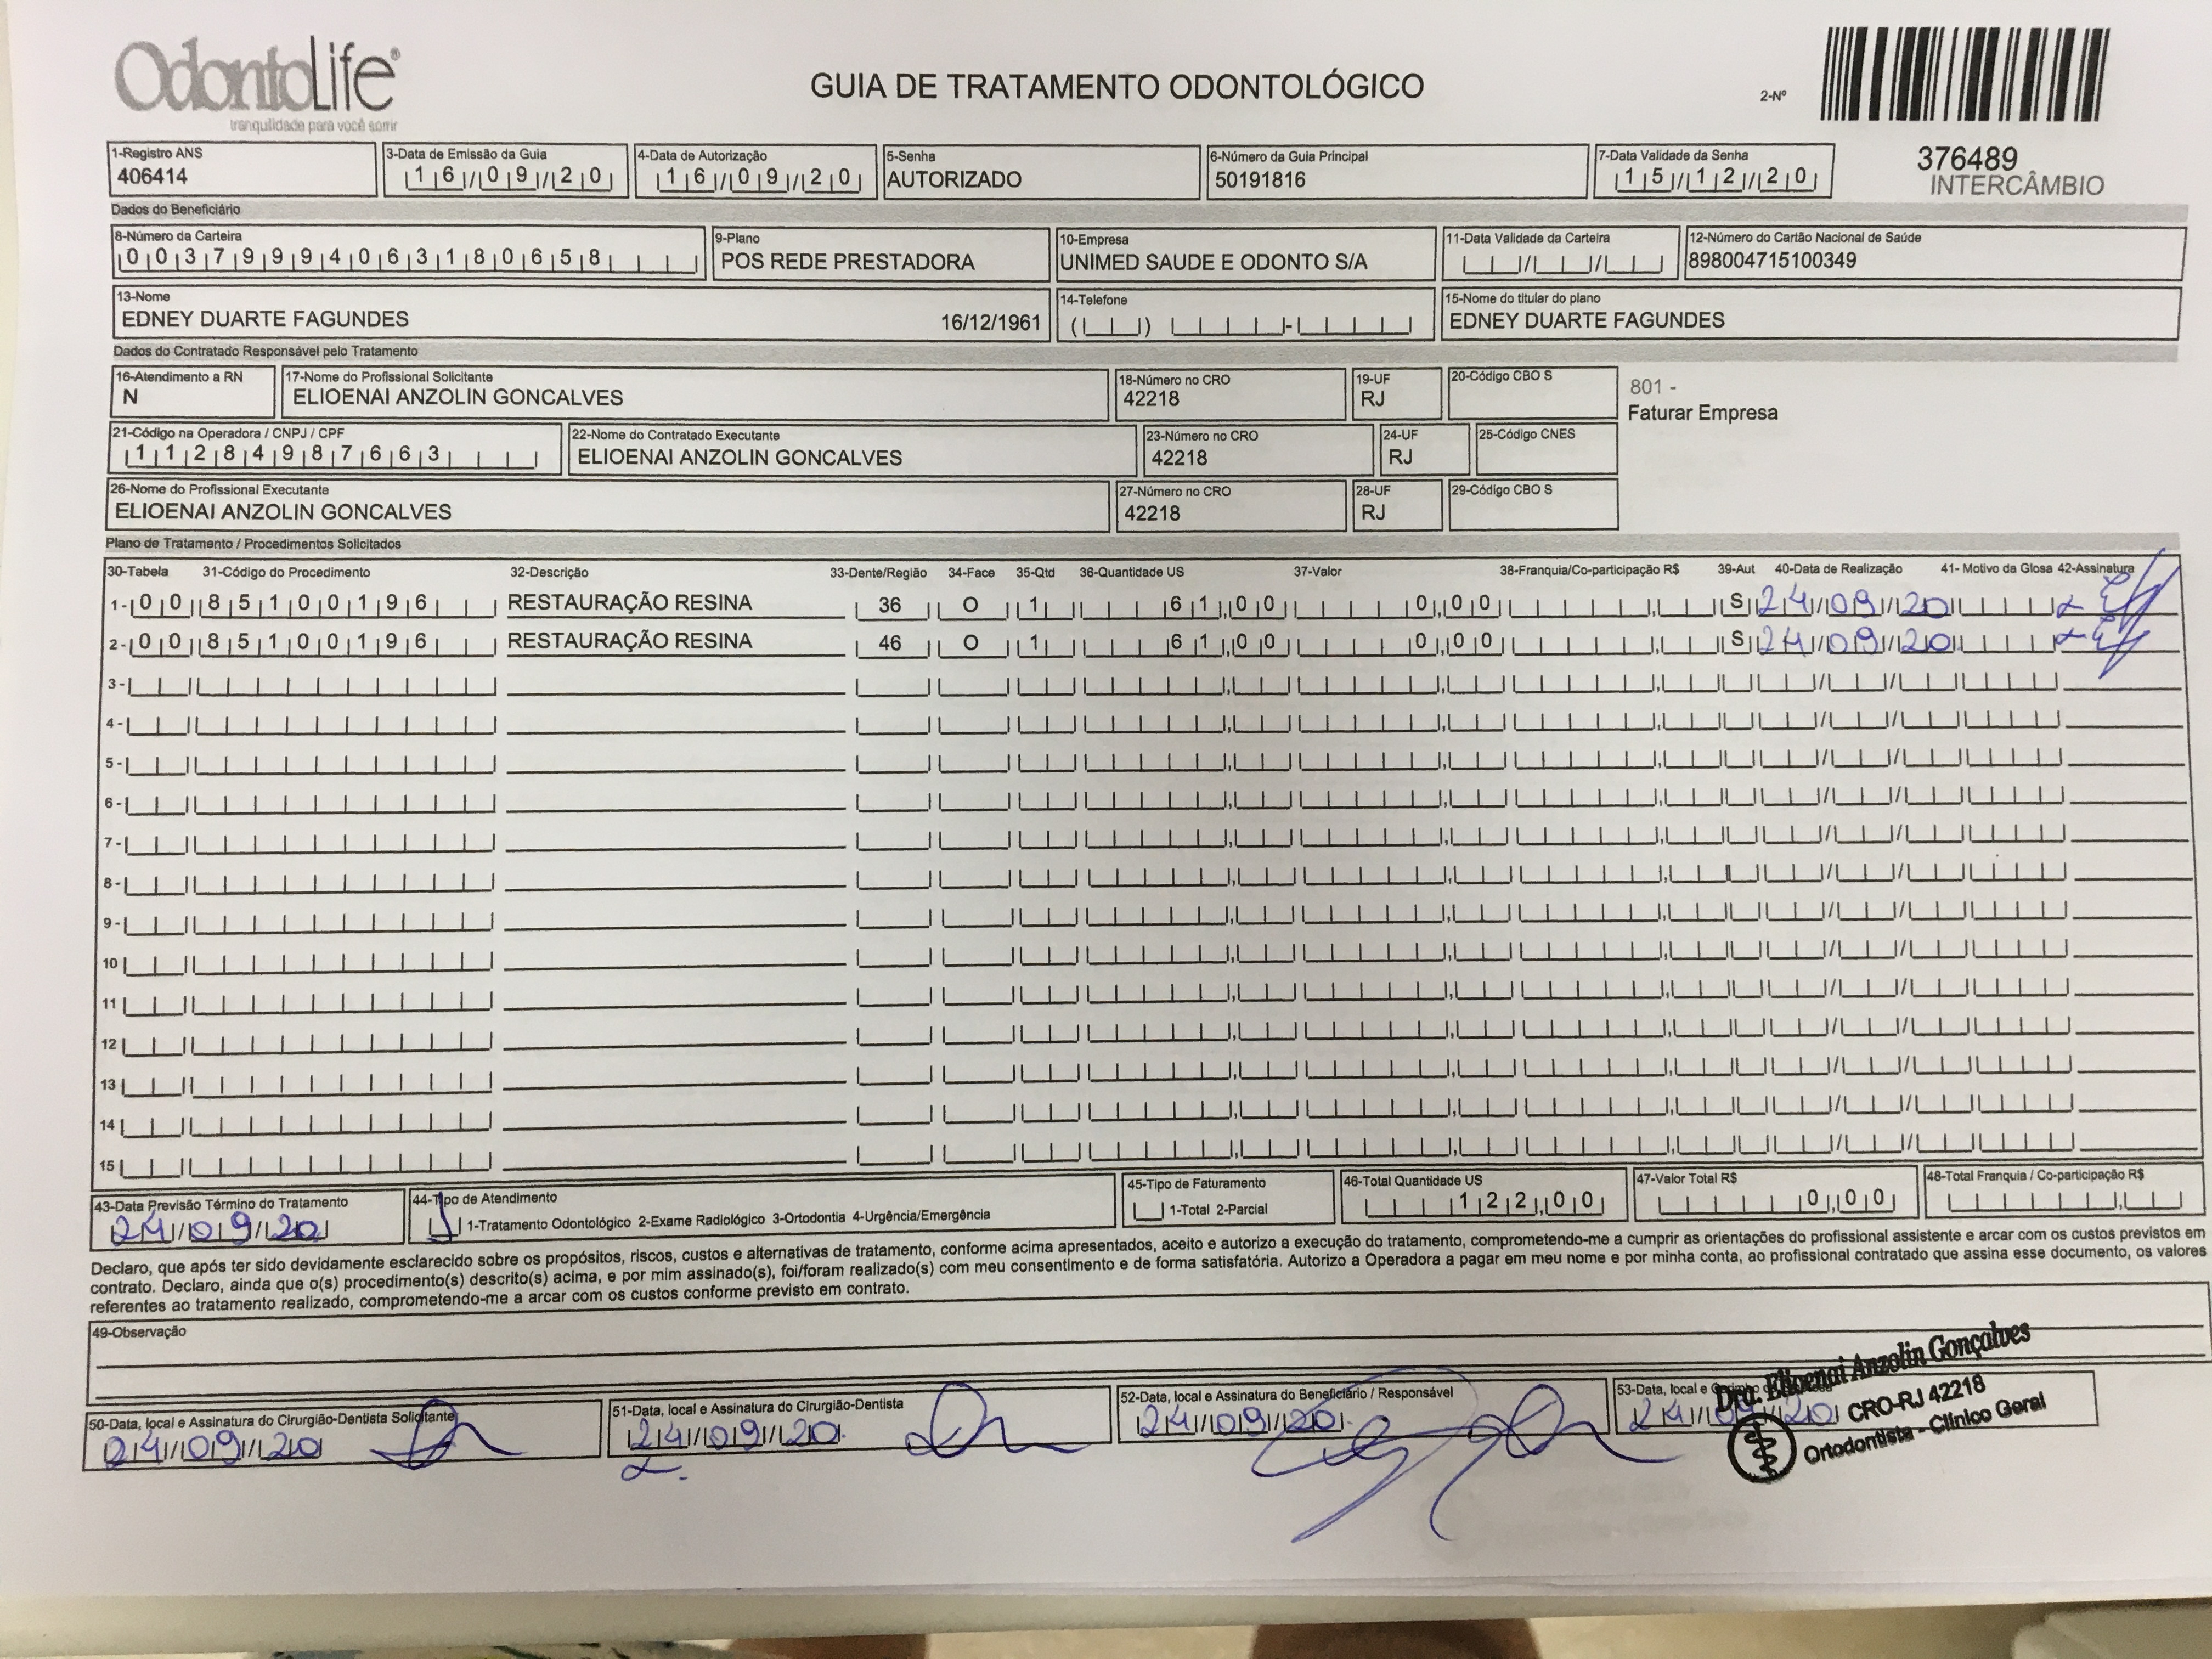 OdontoLife®
tranquilidade para você sorrir
GUIA DE TRATAMENTO ODONTOLÓGICO
2-Nº
376489
INTERCÂMBIO
1-Registro ANS
406414
3-Data de Emissão da Guia
16/09/20
4-Data de Autorização
16/09/20
5-Senha
AUTORIZADO
6-Número da Guia Principal
50191816
7-Data Validade da Senha
15/12/20
Dados do Beneficiário
8-Número da Carteira
00379994063180658
9-Plano
POS REDE PRESTADORA
10-Empresa
UNIMED SAUDE E ODONTO S/A
11-Data Validade da Carteira
12-Número do Cartão Nacional de Saúde
898004715100349
13-Nome
EDNEY DUARTE FAGUNDES 16/12/1961
14-Telefone
15-Nome do titular do plano
EDNEY DUARTE FAGUNDES
Dados do Contratado Responsável pelo Tratamento
16-Atendimento a RN
N
17-Nome do Profissional Solicitante
ELIOENAI ANZOLIN GONCALVES
18-Número no CRO
42218
19-UF
RJ
20-Código CBO S
801 -
Faturar Empresa
21-Código na Operadora / CNPJ / CPF
11284987663
22-Nome do Contratado Executante
ELIOENAI ANZOLIN GONCALVES
23-Número no CRO
42218
24-UF
RJ
25-Código CNES
26-Nome do Profissional Executante
ELIOENAI ANZOLIN GONCALVES
27-Número no CRO
42218
28-UF
RJ
29-Código CBO S
Plano de Tratamento / Procedimentos Solicitados
30-Tabela 31-Código do Procedimento 32-Descrição 33-Dente/Região 34-Face 35-Qtd 36-Quantidade US 37-Valor 38-Franquia/Co-participação R$ 39-Aut 40-Data de Realização 41- Motivo da Glosa 42-Assinatura
1- 00 85100196 RESTAURAÇÃO RESINA 36 O 1 61,00 0,00 S 24/09/20
2- 00 85100196 RESTAURAÇÃO RESINA 46 O 1 61,00 0,00 S 24/09/20
3-
4-
5-
6-
7-
8-
9-
10
11
12
13
14
15
43-Data Previsão Término do Tratamento
24/09/20
44-Tipo de Atendimento
1 1-Tratamento Odontológico 2-Exame Radiológico 3-Ortodontia 4-Urgência/Emergência
45-Tipo de Faturamento
1-Total 2-Parcial
46-Total Quantidade US
122,00
47-Valor Total R$
0,00
48-Total Franquia / Co-participação R$
Declaro, que após ter sido devidamente esclarecido sobre os propósitos, riscos, custos e alternativas de tratamento, conforme acima apresentados, aceito e autorizo a execução do tratamento, comprometendo-me a cumprir as orientações do profissional assistente e arcar com os custos previstos em
contrato. Declaro, ainda que o(s) procedimento(s) descrito(s) acima, e por mim assinado(s), foi/foram realizado(s) com meu consentimento e de forma satisfatória. Autorizo a Operadora a pagar em meu nome e por minha conta, ao profissional contratado que assina esse documento, os valores
referentes ao tratamento realizado, comprometendo-me a arcar com os custos conforme previsto em contrato.
49-Observação
50-Data, local e Assinatura do Cirurgião-Dentista Solicitante
24/09/20
51-Data, local e Assinatura do Cirurgião-Dentista
24/09/20
52-Data, local e Assinatura do Beneficiário / Responsável
24/09/20
53-Data, local e
24/09/20
Dra. Elioenai Anzolin Gonçalves
CRO-RJ 42218
Ortodontista - Clínico Geral